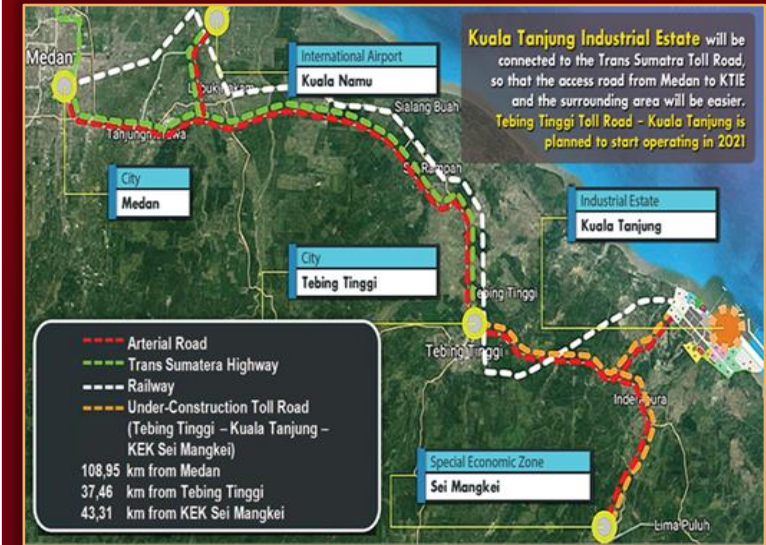 Kuala Tanjung Industrial Estate will be
connected to the Trans Sumatra Toll Road,
so that the access road from Medan to KTIE
and the surrounding area will be easier.
Tebing Tinggi Toll Road – Kuala Tanjung is
planned to start operating in 2021
Medan
International Airport
Kuala Namu
Sialang Buah
City
Medan
Industrial Estate
Kuala Tanjung
City
Tebing Tinggi
Tebing Tinggi
Inderapura
Arterial Road
Trans Sumatera Highway
Railway
Under-Construction Toll Road
(Tebing Tinggi – Kuala Tanjung –
KEK Sei Mangkei)
108,95 km from Medan
37,46 km from Tebing Tinggi
43,31 km from KEK Sei Mangkei
Special Economic Zone
Sei Mangkei
Lima Puluh